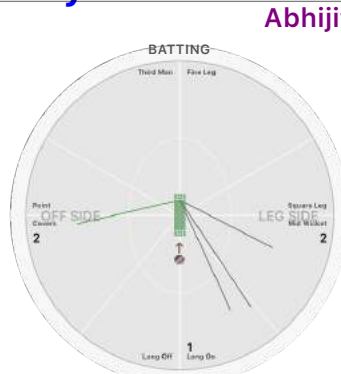 Abhiji
BATTING
Third Man Fine Leg
Point Square Leg
OFF SIDE LEG SIDE
Covers Mid Wicket
2 2
1
Long Off Long On